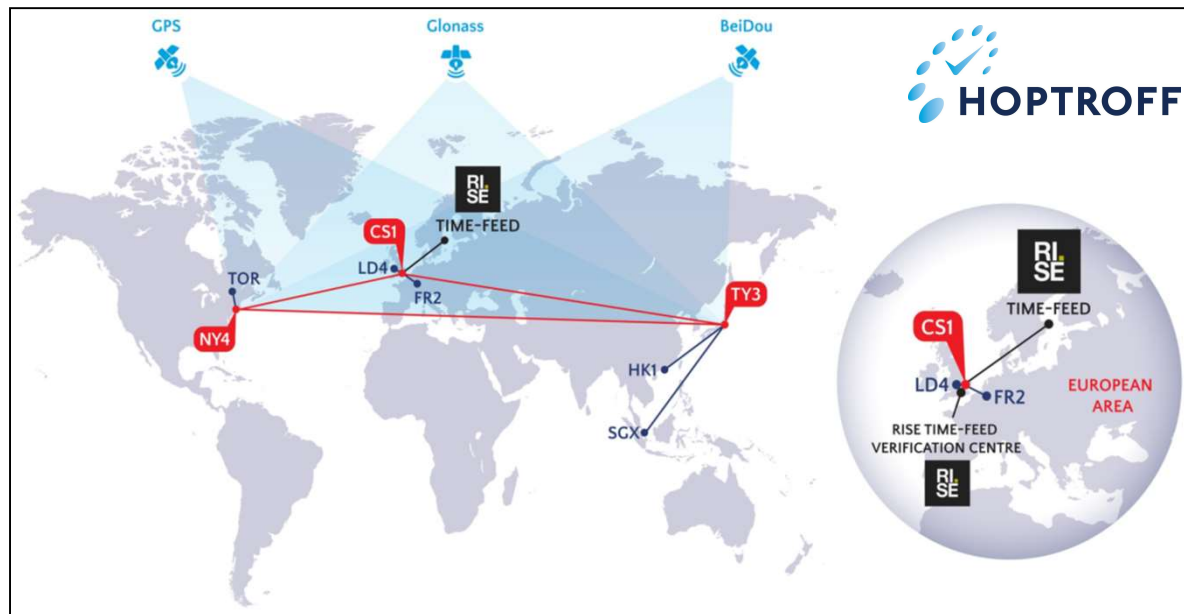 GPS
Glonass
BeiDou
HOPTROFF
RI.
SE
TIME-FEED
CS1
LD4
FR2
TOR
NY4
TY3
HK1
SGX
RI.
SE
TIME-FEED
CS1
LD4
FR2
EUROPEAN
AREA
RISE TIME-FEED
VERIFICATION CENTRE
RI.
SE